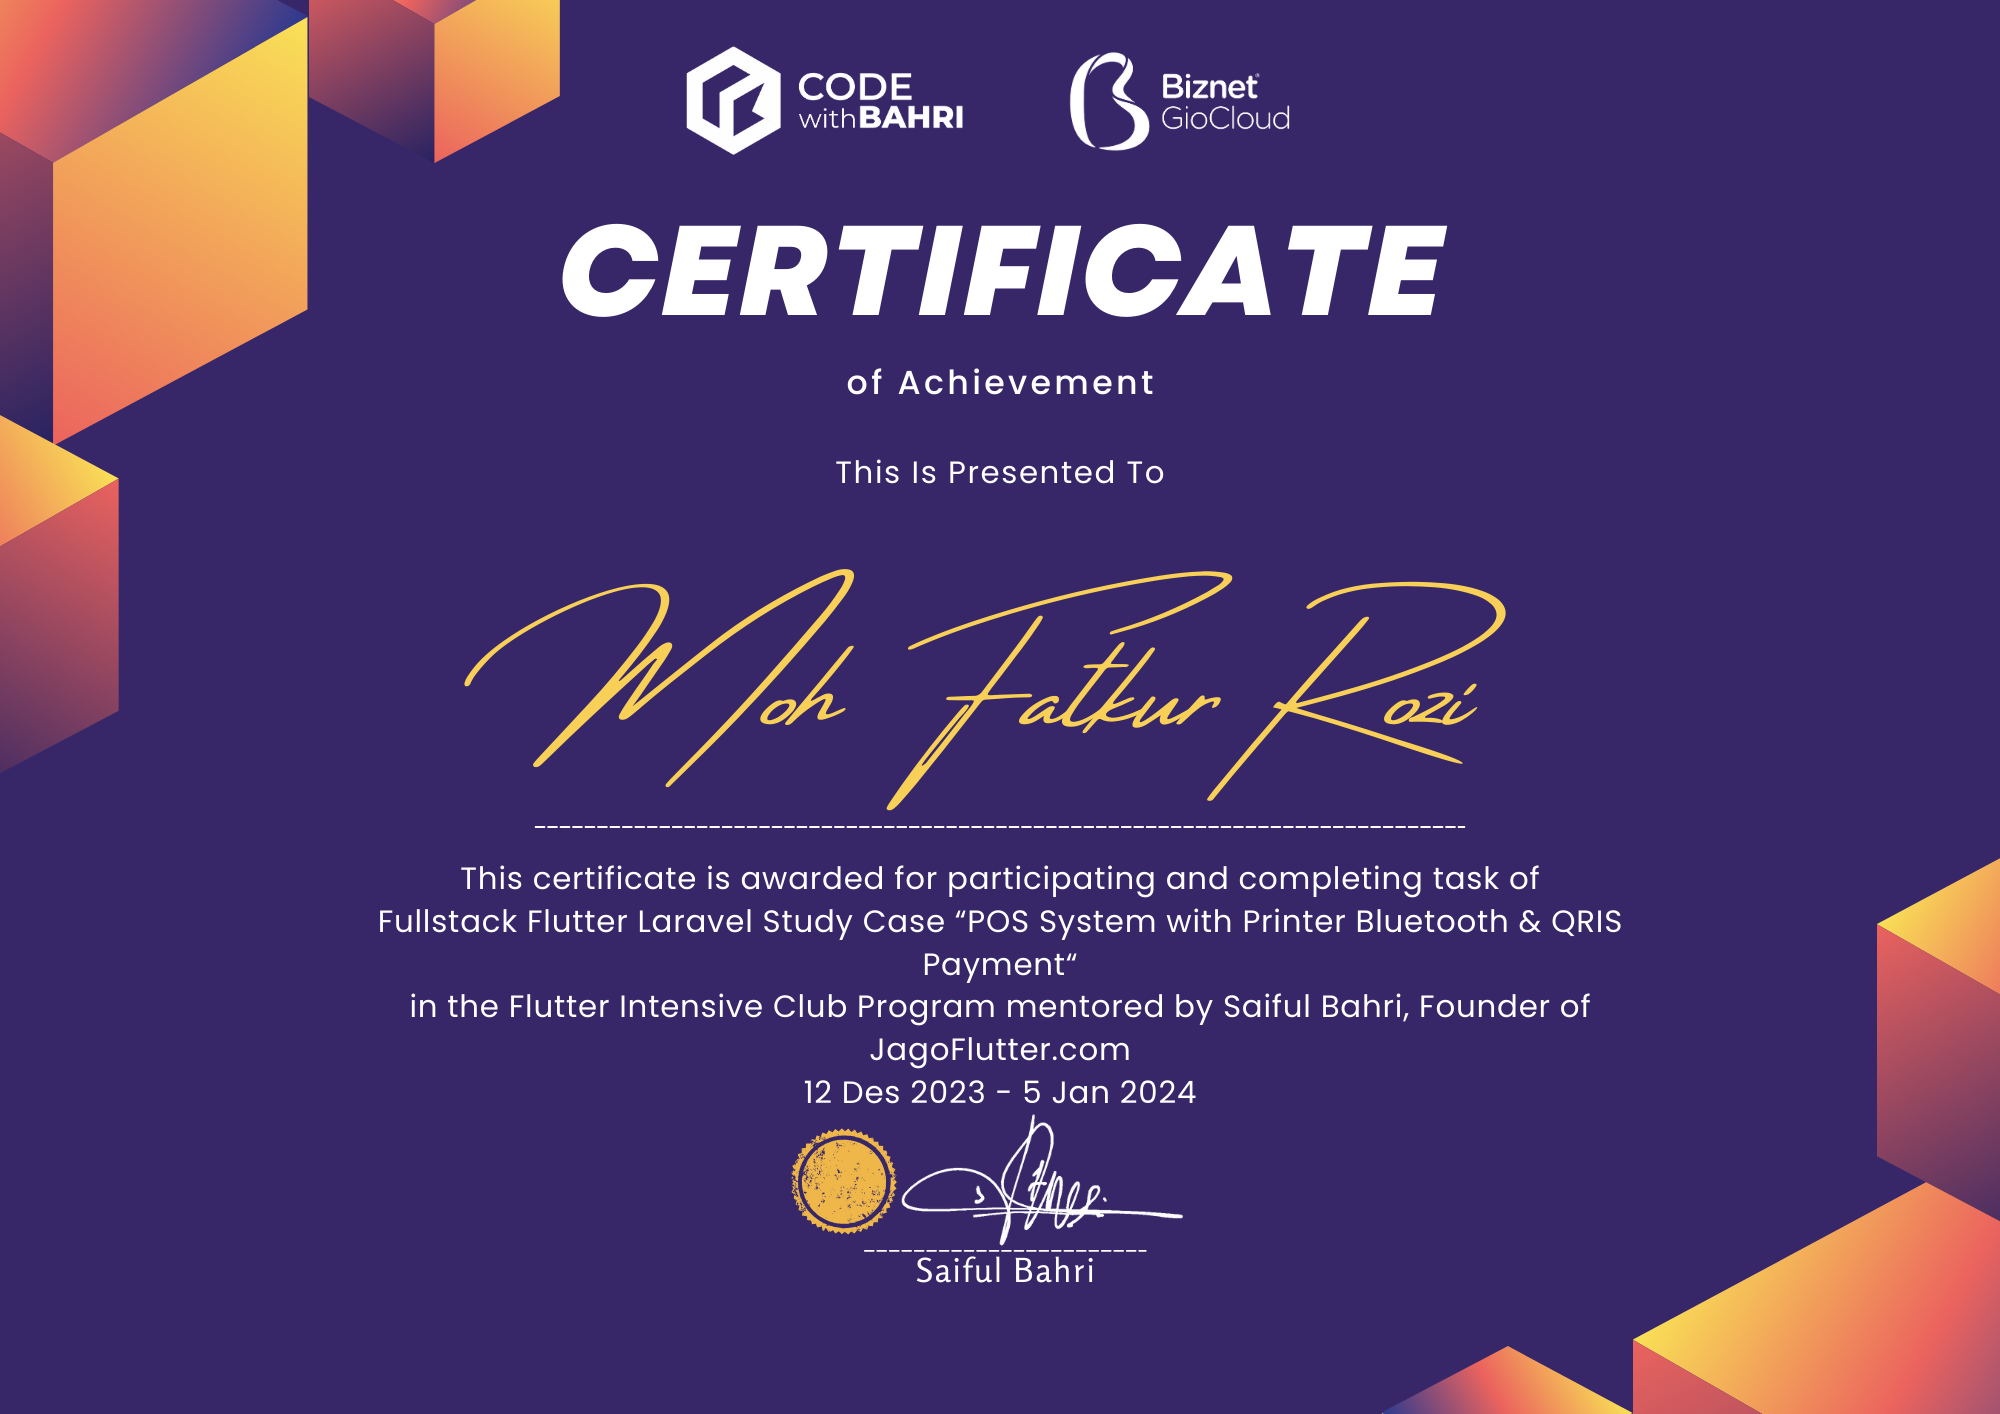 CODE
withBAHRI
Biznet
GioCloud
CERTIFICATE
of Achievement
This Is Presented To
Moh Fatkur Rozi
This certificate is awarded for participating and completing task of
Fullstack Flutter Laravel Study Case “POS System with Printer Bluetooth & QRIS
Payment“
in the Flutter Intensive Club Program mentored by Saiful Bahri, Founder of
JagoFlutter.com
12 Des 2023 - 5 Jan 2024
Saiful Bahri